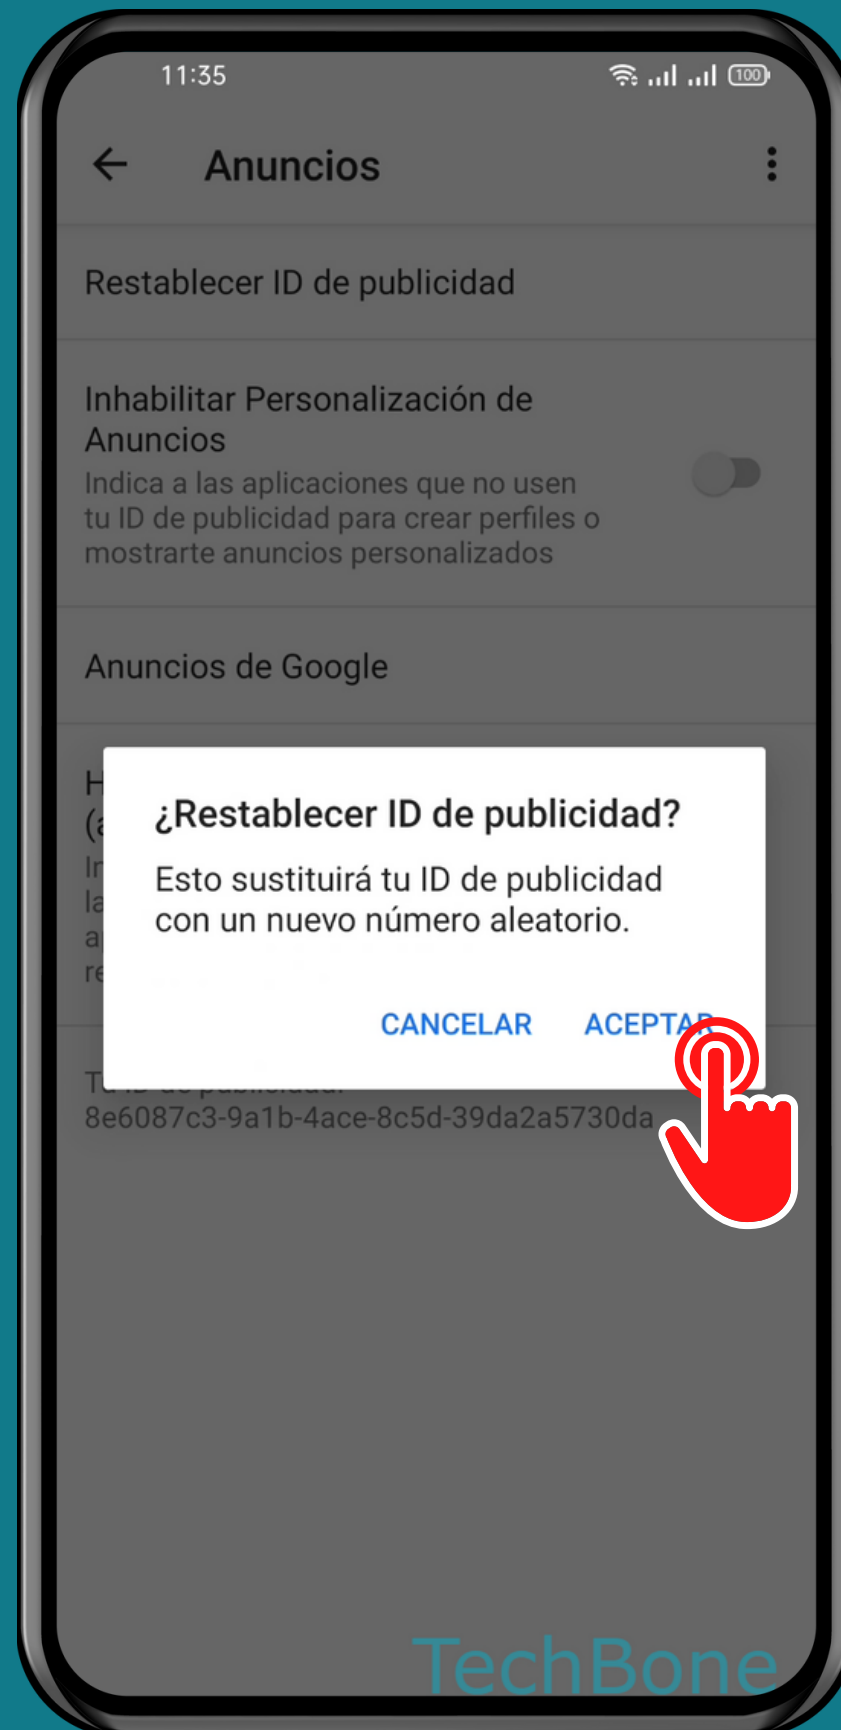 11:35
100
Anuncios
Restablecer ID de publicidad
Inhabilitar Personalización de
Anuncios
Indica a las aplicaciones que no usen
tu ID de publicidad para crear perfiles o
mostrarte anuncios personalizados
Anuncios de Google
¿Restablecer ID de publicidad?
Esto sustituirá tu ID de publicidad
con un nuevo número aleatorio.
CANCELAR ACEPTAR
8e6087c3-9a1b-4ace-8c5d-39da2a5730da
TechBone